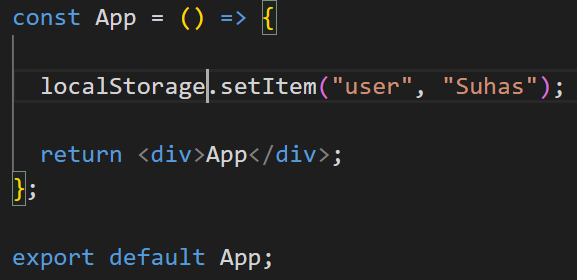 const App = () => {
localStorage.setItem("user", "Suhas");
return <div>App</div>;
};
export default App;